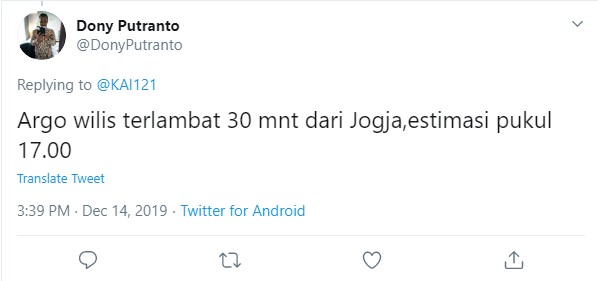 Dony Putranto
@DonyPutranto
Replying to @KAI121
Argo wilis terlambat 30 mnt dari Jogja,estimasi pukul
17.00
Translate Tweet
3:39 PM · Dec 14, 2019 · Twitter for Android